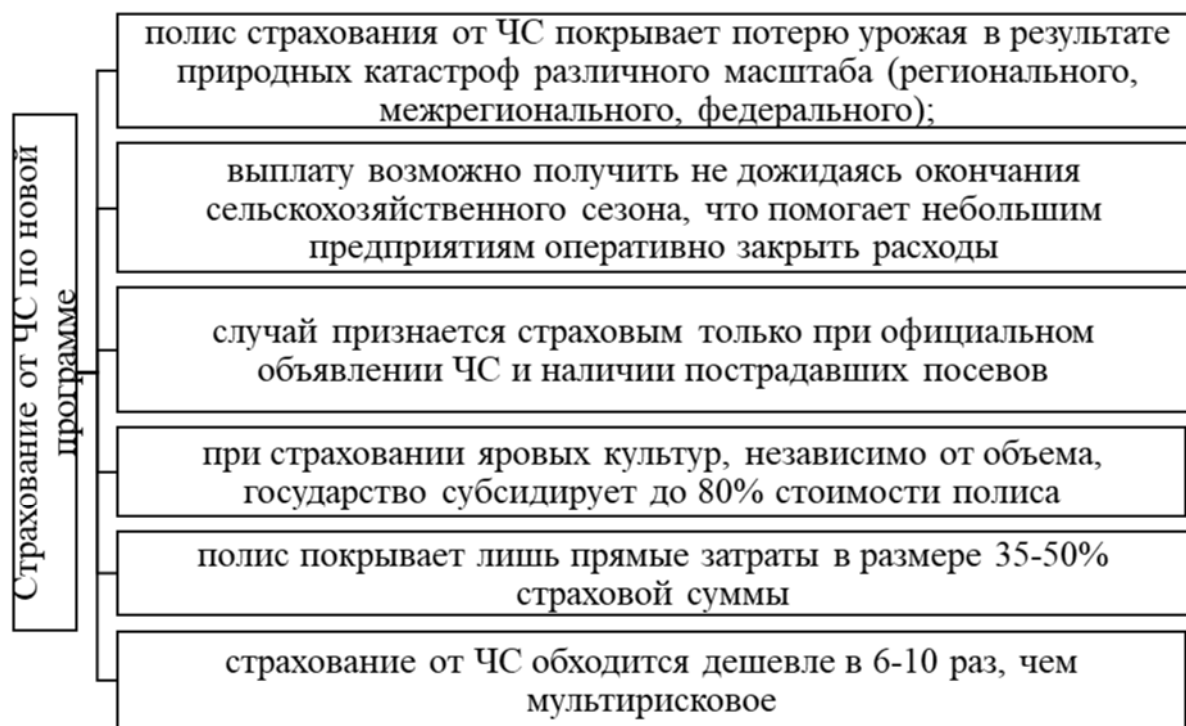 Страхование от ЧС по новой
программе
полис страхования от ЧС покрывает потерю урожая в результате
природных катастроф различного масштаба (регионального,
межрегионального, федерального);
выплату возможно получить не дожидаясь окончания
сельскохозяйственного сезона, что помогает небольшим
предприятиям оперативно закрыть расходы
случай признается страховым только при официальном
объявлении ЧС и наличии пострадавших посевов
при страховании яровых культур, независимо от объема,
государство субсидирует до 80% стоимости полиса
полис покрывает лишь прямые затраты в размере 35-50%
страховой суммы
страхование от ЧС обходится дешевле в 6-10 раз, чем
мультирисковое